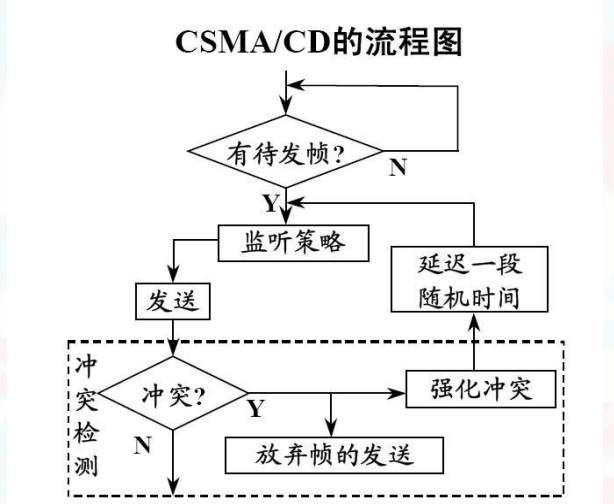 CSMA/CD的流程图
有待发帧?
N
Y
监听策略
延迟一段
随机时间
发送
冲突检测
冲突?
Y
强化冲突
N
放弃帧的发送